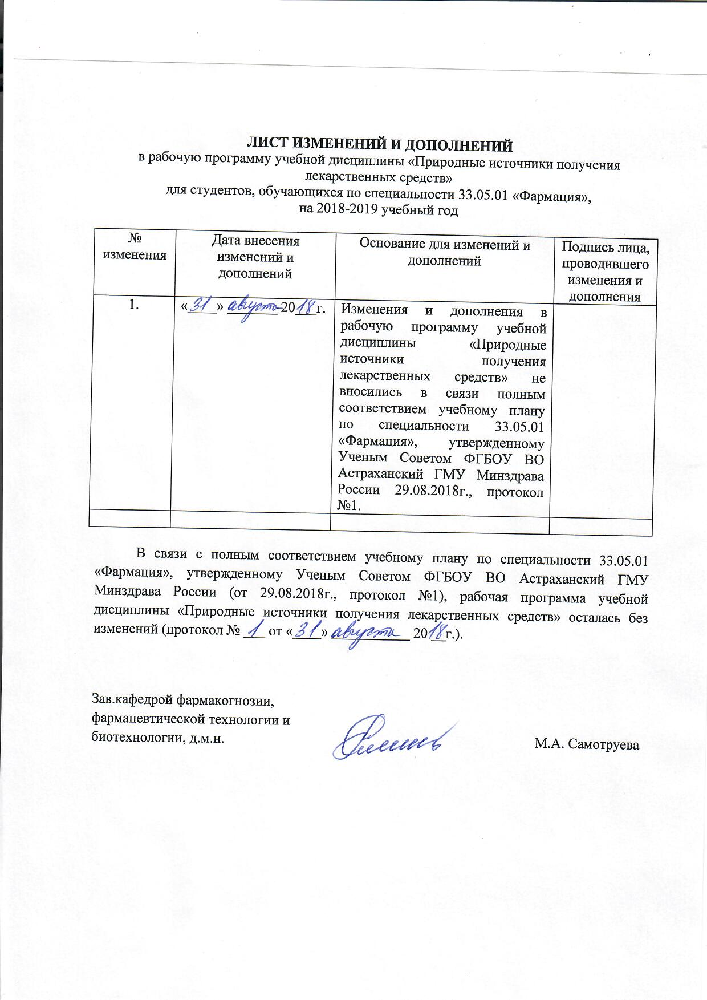 ЛИСТ ИЗМЕНЕНИЙ И ДОПОЛНЕНИЙ
в рабочую программу учебной дисциплины «Природные источники получения
лекарственных средств»
для студентов, обучающихся по специальности 33.05.01 «Фармация»,
на 2018-2019 учебный год
№
изменения
Дата внесения
изменений и
дополнений
Основание для изменений и
дополнений
Подпись лица,
проводившего
изменения и
дополнения
1.
«31» августа 2018г.
Изменения и дополнения в
рабочую программу учебной
дисциплины «Природные
источники получения
лекарственных средств» не
вносились в связи полным
соответствием учебному плану
по специальности 33.05.01
«Фармация», утвержденному
Ученым Советом ФГБОУ ВО
Астраханский ГМУ Минздрава
России 29.08.2018г., протокол
№1.
В связи с полным соответствием учебному плану по специальности 33.05.01
«Фармация», утвержденному Ученым Советом ФГБОУ ВО Астраханский ГМУ
Минздрава России (от 29.08.2018г., протокол №1), рабочая программа учебной
дисциплины «Природные источники получения лекарственных средств» осталась без
изменений (протокол № 1 от «31» августа 2018г.).
Зав.кафедрой фармакогнозии,
фармацевтической технологии и
биотехнологии, д.м.н.
М.А. Самотруева